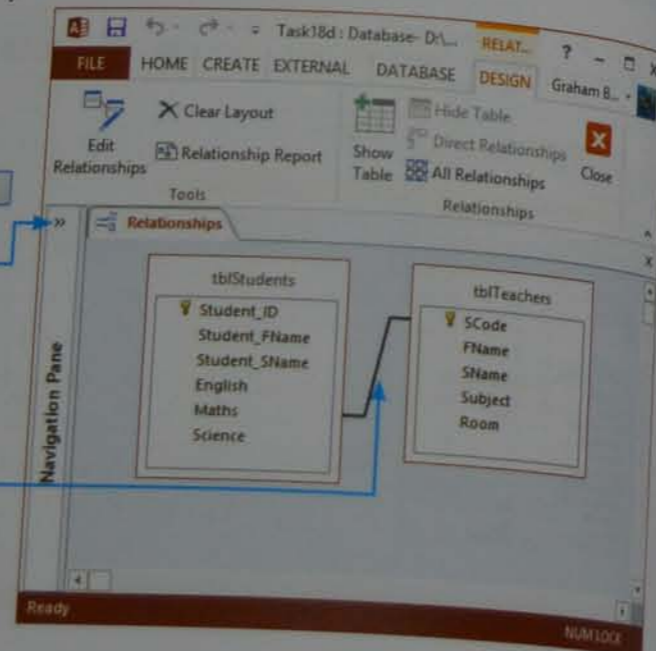 Task18d : Database- D:\...
RELAT...
?
FILE HOME CREATE EXTERNAL DATABASE DESIGN Graham B...
Clear Layout
Hide Table
Edit Relationships
Relationship Report
Show Table
Direct Relationships
All Relationships
Close
Tools
Relationships
»
Relationships
Navigation Pane
tblStudents
Student_ID
Student_FName
Student_SName
English
Maths
Science
tblTeachers
SCode
FName
SName
Subject
Room
Ready
NUM LOCK